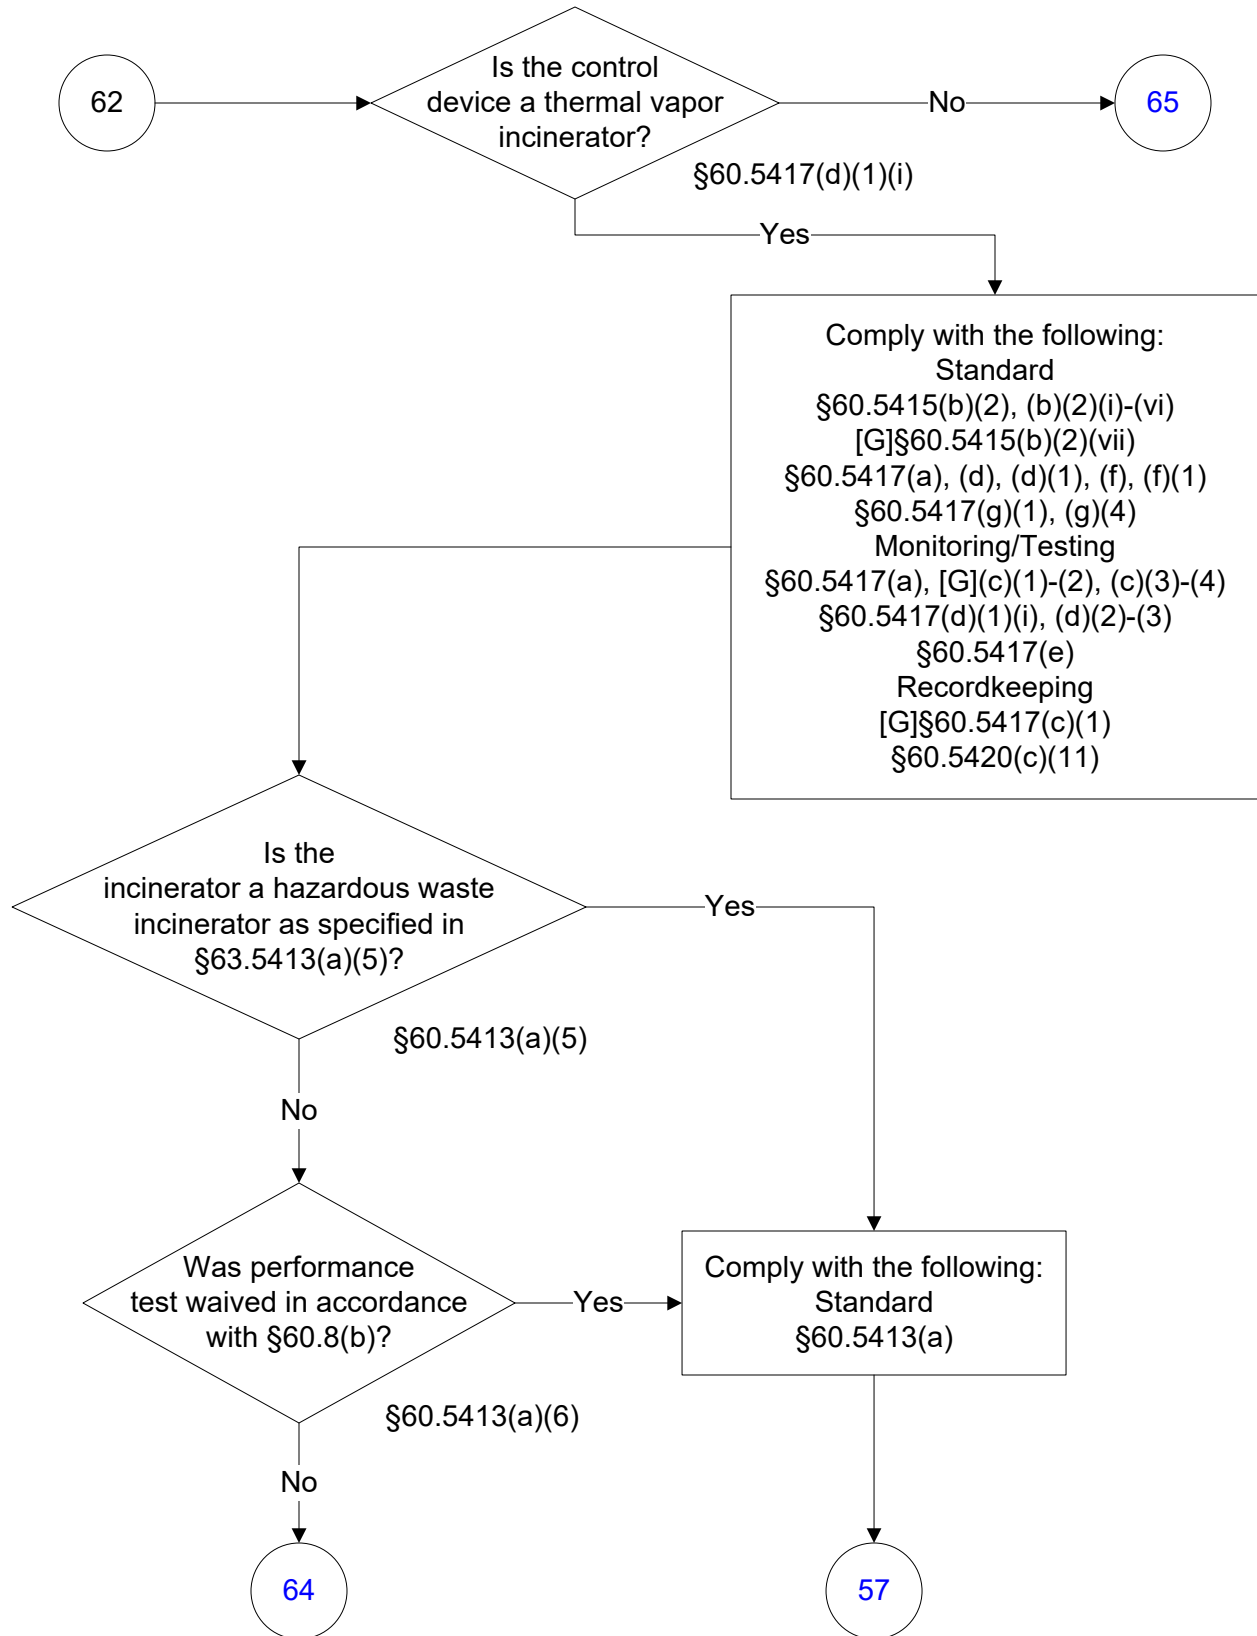 62
Is the control
device a thermal vapor
incinerator?
No
65
§60.5417(d)(1)(i)
Yes
Comply with the following:
Standard
§60.5415(b)(2), (b)(2)(i)-(vi)
[G]§60.5415(b)(2)(vii)
§60.5417(a), (d), (d)(1), (f), (f)(1)
§60.5417(g)(1), (g)(4)
Monitoring/Testing
§60.5417(a), [G](c)(1)-(2), (c)(3)-(4)
§60.5417(d)(1)(i), (d)(2)-(3)
§60.5417(e)
Recordkeeping
[G]§60.5417(c)(1)
§60.5420(c)(11)
Is the
incinerator a hazardous waste
incinerator as specified in
§63.5413(a)(5)?
Yes
§60.5413(a)(5)
No
Was performance
test waived in accordance
with §60.8(b)?
Yes
Comply with the following:
Standard
§60.5413(a)
§60.5413(a)(6)
No
64
57